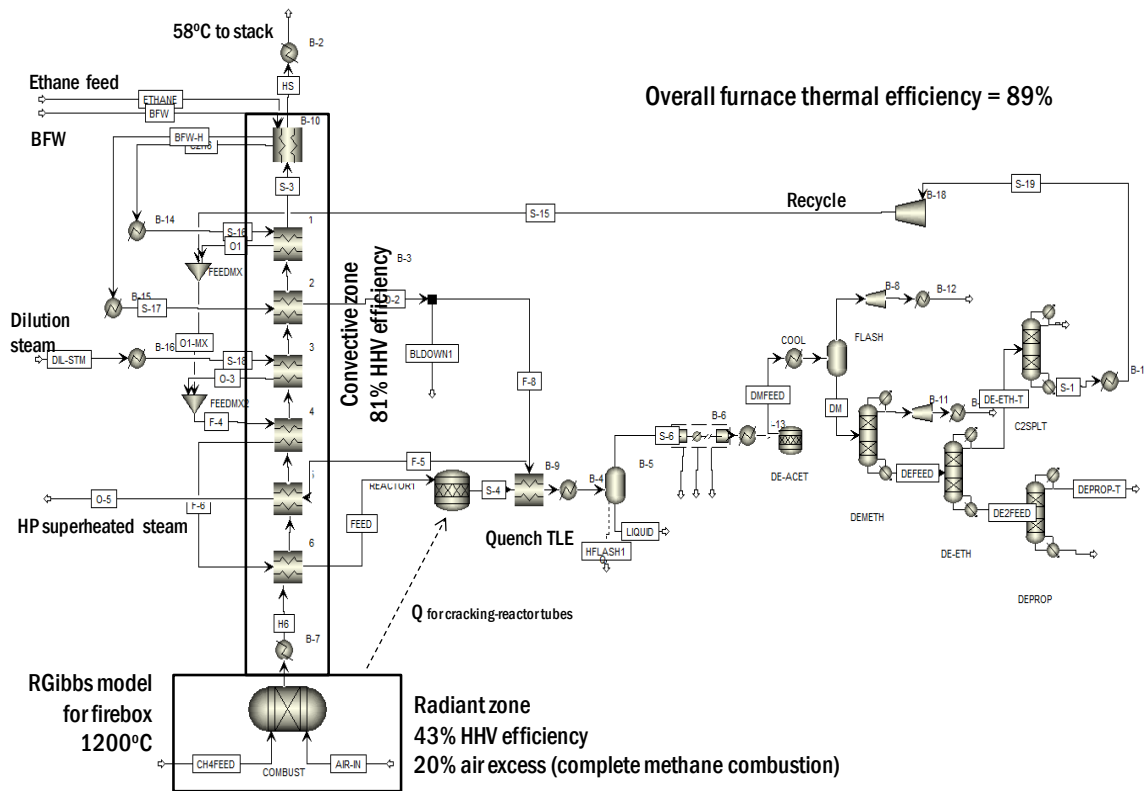 58ºC to stack
B-2
HS
Ethane feed
ETHANE
BFW
BFW
Overall furnace thermal efficiency = 89%
B-10
BFW-H
S-3
S-19
B-18
Recycle
S-15
B-14
S-16
1
O1
FEEDMX
B-3
2
B-15
S-17
O-2
B-8
B-12
Convective zone
81% HHV efficiency
Dilution
steam
DIL-STM
B-16
O1-MX
3
S-18
O-3
BLDOWN1
FLASH
COOL
FEEDMX2
F-4
4
F-8
DMFEED
DM
DE-ETH-T
S-1
B-1
B-11
C2SPLT
S-6
B-6
13
F-5
B-9
B-4
B-5
DE-ACET
REACTOR1
S-4
DEFEED
O-5
F-6
HP superheated steam
FEED
Quench TLE
LIQUID
HFLASH1
DEMETH
DE2FEED
DEPROP-T
DE-ETH
6
DEPROP
H6
B-7
Q for cracking-reactor tubes
RGibbs model
for firebox
1200ºC
Radiant zone
43% HHV efficiency
20% air excess (complete methane combustion)
CH4FEED
COMBUST
AIR-IN